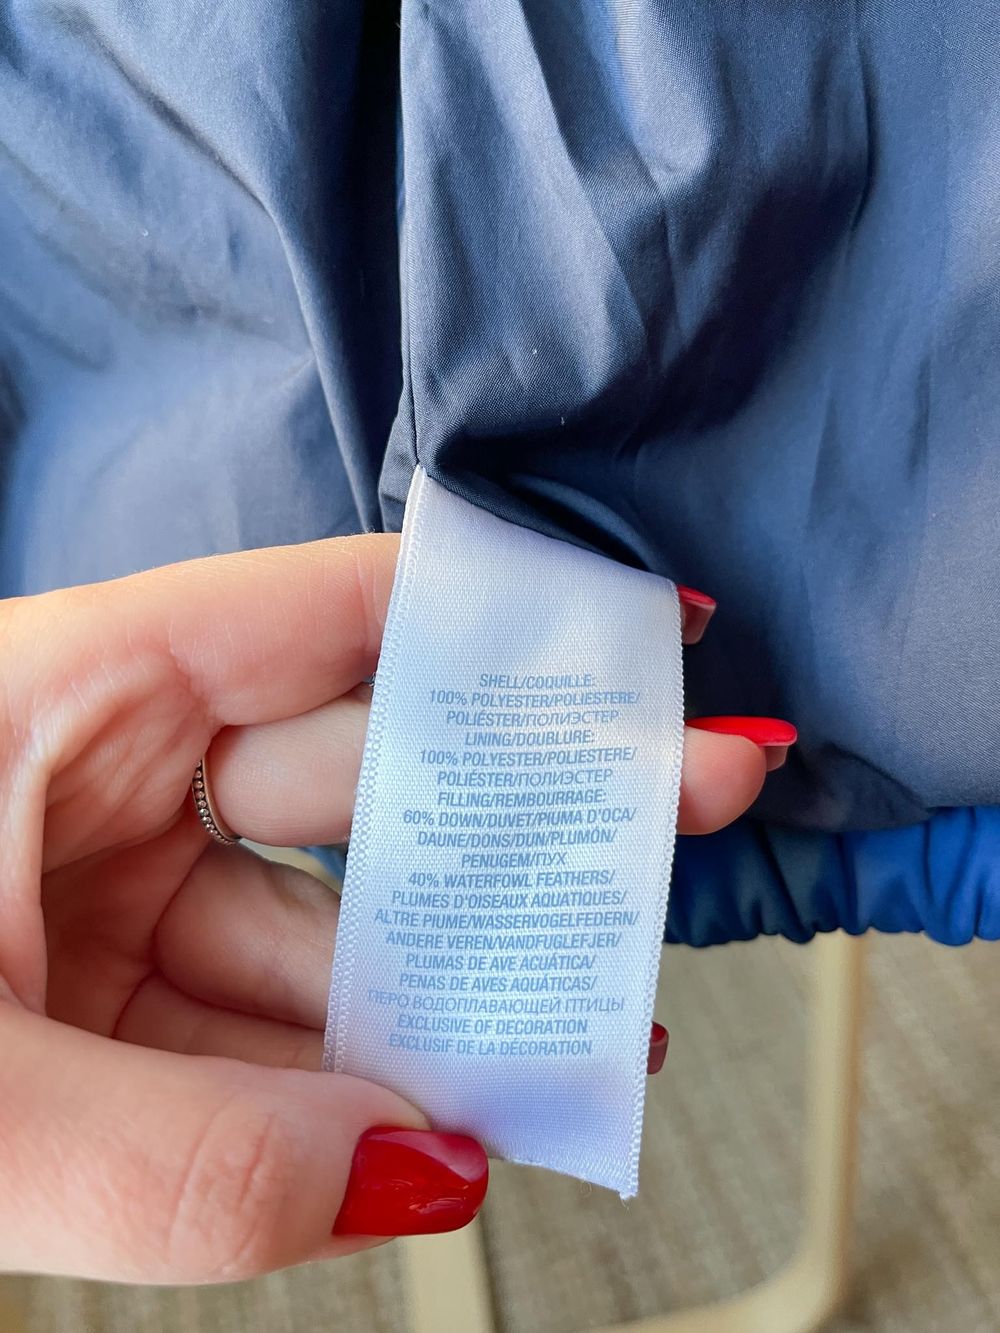 SHELL/COQUILLE:
100% POLYESTER/POLIESTERE/
POLIÉSTER/ПОЛИЭСТЕР
LINING/DOUBLURE:
100% POLYESTER/POLIESTERE/
POLIÉSTER/ПОЛИЭСТЕР
FILLING/REMBOURRAGE:
60% DOWN/DUVET/PIUMA D'OCA/
DAUNE/DONS/DUN/PLUMÓN/
PENUGEM/ПУХ
40% WATERFOWL FEATHERS/
PLUMES D'OISEAUX AQUATIQUES/
ALTRE PIUME/WASSERVOGELFEDERN/
ANDERE VEREN/VANDFUGLEFJER/
PLUMAS DE AVE ACUÁTICA/
PENAS DE AVES AQUÁTICAS/
ПЕРО ВОДОПЛАВАЮЩЕЙ ПТИЦЫ
EXCLUSIVE OF DECORATION
EXCLUSIF DE LA DÉCORATION